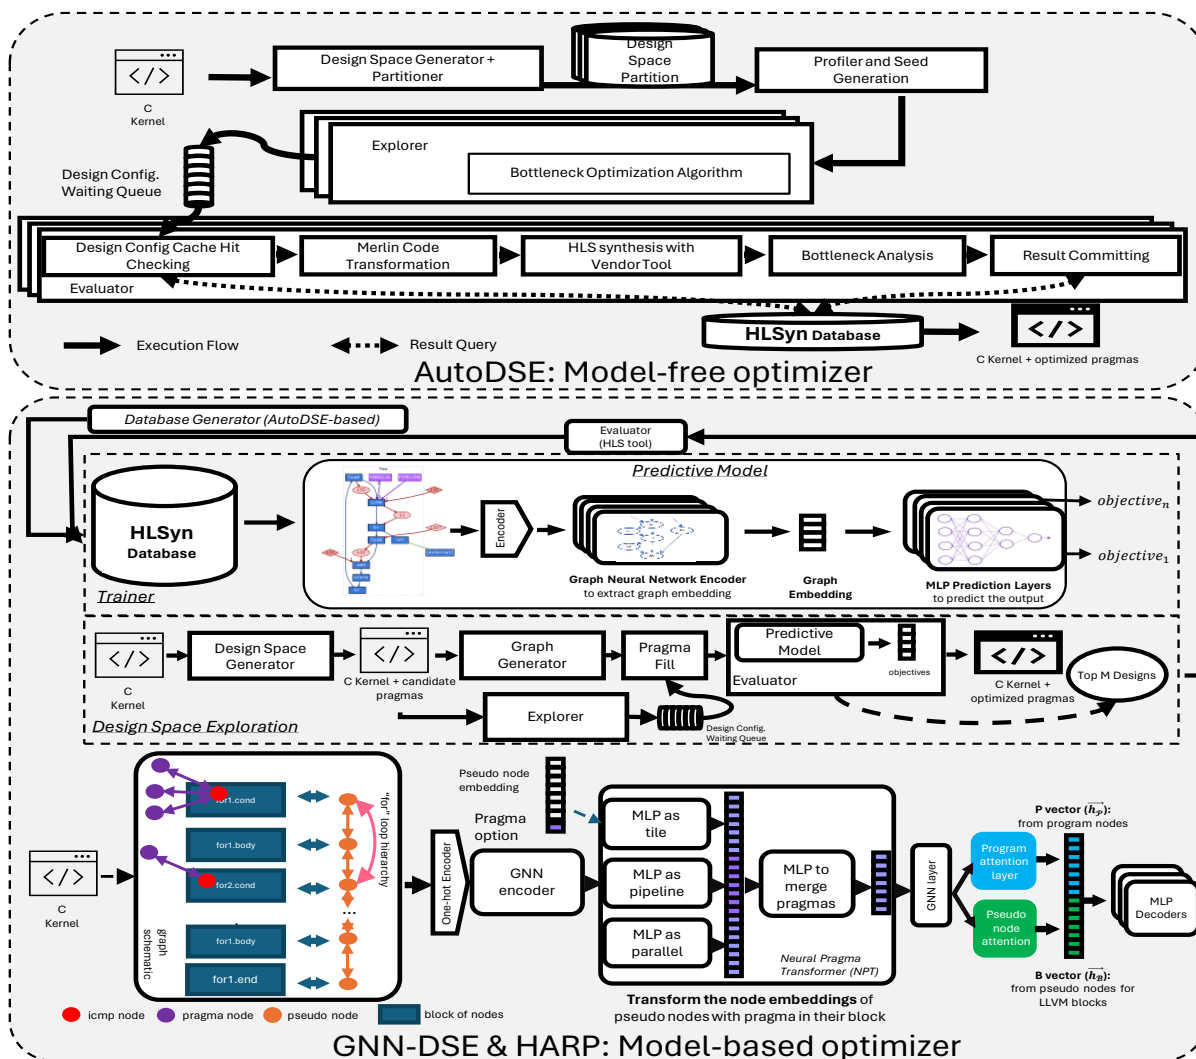 Design Space Generator +
Partitioner
Design
Space
Partition
Profiler and Seed
Generation
</>
C
Kernel
Explorer
Bottleneck Optimization Algorithm
Design Config.
Waiting Queue
Design Config Cache Hit
Checking
Merlin Code
Transformation
HLS synthesis with
Vendor Tool
Bottleneck Analysis
Result Committing
Evaluator
HLSyn Database
</>
C Kernel + optimized pragmas
Execution Flow
Result Query
AutoDSE: Model-free optimizer
Database Generator (AutoDSE-based)
Evaluator
(HLS tool)
Predictive Model
HLSyn
Database
Trainer
Encoder
Graph Neural Network Encoder
to extract graph embedding
Graph
Embedding
MLP Prediction Layers
to predict the output
objective_n
objective_1
</>
C
Kernel
Design Space
Generator
</>
C Kernel + candidate
pragmas
Graph
Generator
Pragma
Fill
Predictive
Model
objectives
Evaluator
</>
C Kernel +
optimized pragmas
Top M Designs
Explorer
Design Config.
Waiting Queue
Design Space Exploration
</>
C
Kernel
for1.cond
for1.body
for2.cond
...
for1.body
for1.end
"for" loop hierarchy
graph
schematic
One-hot Encoder
Pragma
option
GNN
encoder
Pseudo node
embedding
MLP as
tile
MLP as
pipeline
MLP as
parallel
MLP to
merge
pragmas
Neural Pragma
Transformer (NPT)
Transform the node embeddings of
pseudo nodes with pragma in their block
GNN layer
Program
attention
layer
Pseudo
node
attention
P vector (h_P):
from program nodes
B vector (h_B):
from pseudo nodes for
LLVM blocks
MLP
Decoders
icmp node
pragma node
pseudo node
block of nodes
GNN-DSE & HARP: Model-based optimizer